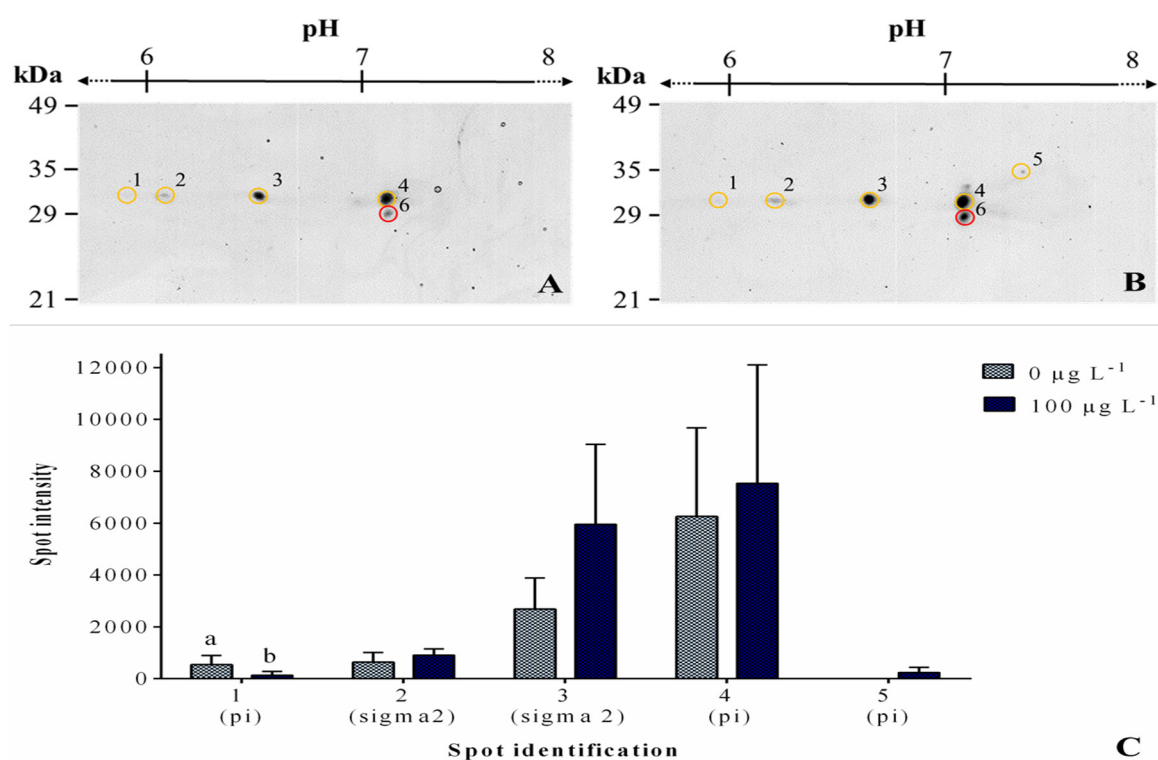 pH
6 7 8
kDa
49
35
29
21
1 2 3 4 6
A
pH
6 7 8
kDa
49
35
29
21
1 2 3 4 5 6
B
12000
10000
8000
6000
4000
2000
0
Spot intensity
a
b
0 µg L-1
100 µg L-1
1 2 3 4 5
(pi) (sigma2) (sigma 2) (pi) (pi)
Spot identification
C